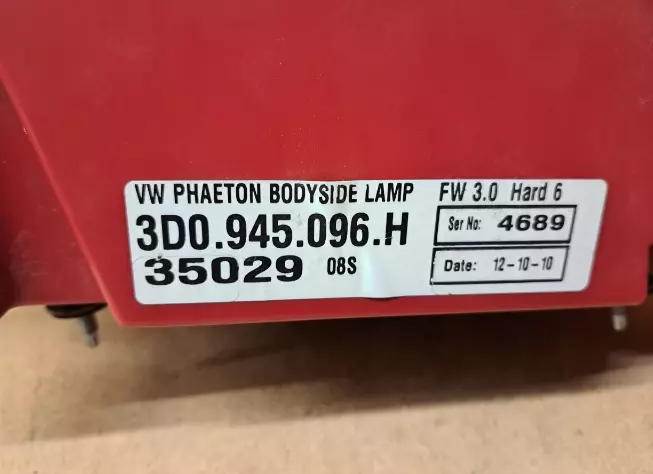 VW PHAETON BODYSIDE LAMP FW 3.0 Hard 6
3D0.945.096.H
Ser No: 4689
35029 08S
Date: 12-10-10